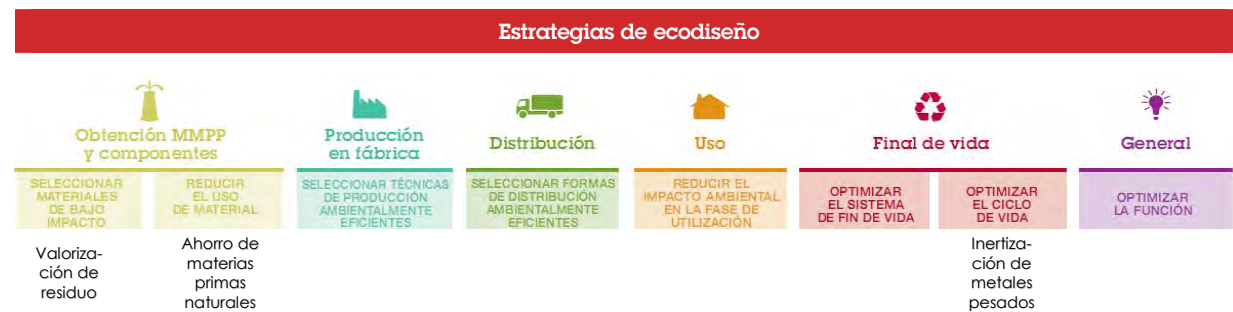 Estrategias de ecodiseño
Obtención MMPP
y componentes
Producción
en fábrica
Distribución
Uso
Final de vida
General
SELECCIONAR
MATERIALES
DE BAJO
IMPACTO
REDUCIR
EL USO
DE MATERIAL
SELECCIONAR TÉCNICAS
DE PRODUCCIÓN
AMBIENTALMENTE
EFICIENTES
SELECCIONAR FORMAS
DE DISTRIBUCIÓN
AMBIENTALMENTE
EFICIENTES
REDUCIR EL
IMPACTO AMBIENTAL
EN LA FASE DE
UTILIZACIÓN
OPTIMIZAR
EL SISTEMA
DE FIN DE VIDA
OPTIMIZAR
EL CICLO
DE VIDA
OPTIMIZAR
LA FUNCIÓN
Valoriza-
ción de
residuo
Ahorro de
materias
primas
naturales
Inertiza-
ción de
metales
pesados